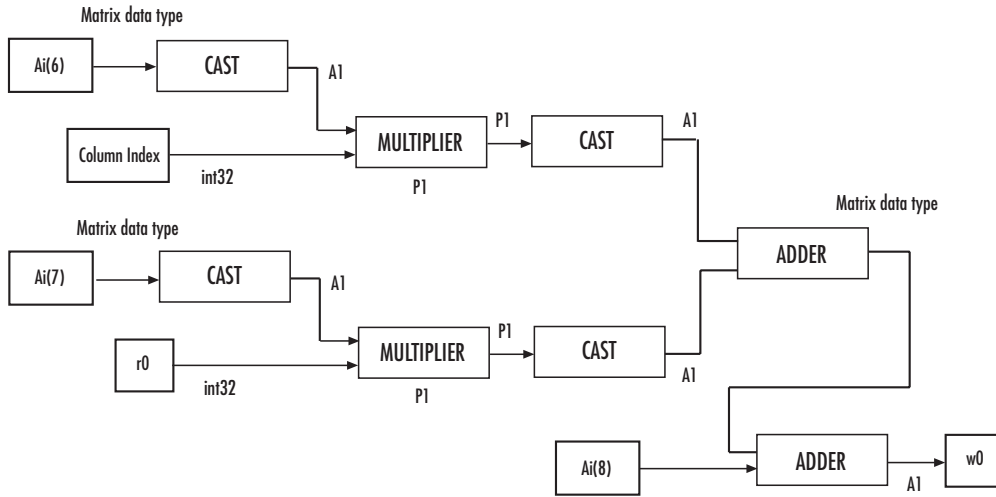 Matrix data type
Ai(6)
CAST
A1
Column Index
int32
MULTIPLIER
P1
P1
CAST
A1
Matrix data type
Ai(7)
CAST
A1
r0
int32
MULTIPLIER
P1
P1
CAST
A1
Matrix data type
ADDER
Ai(8)
ADDER
A1
w0